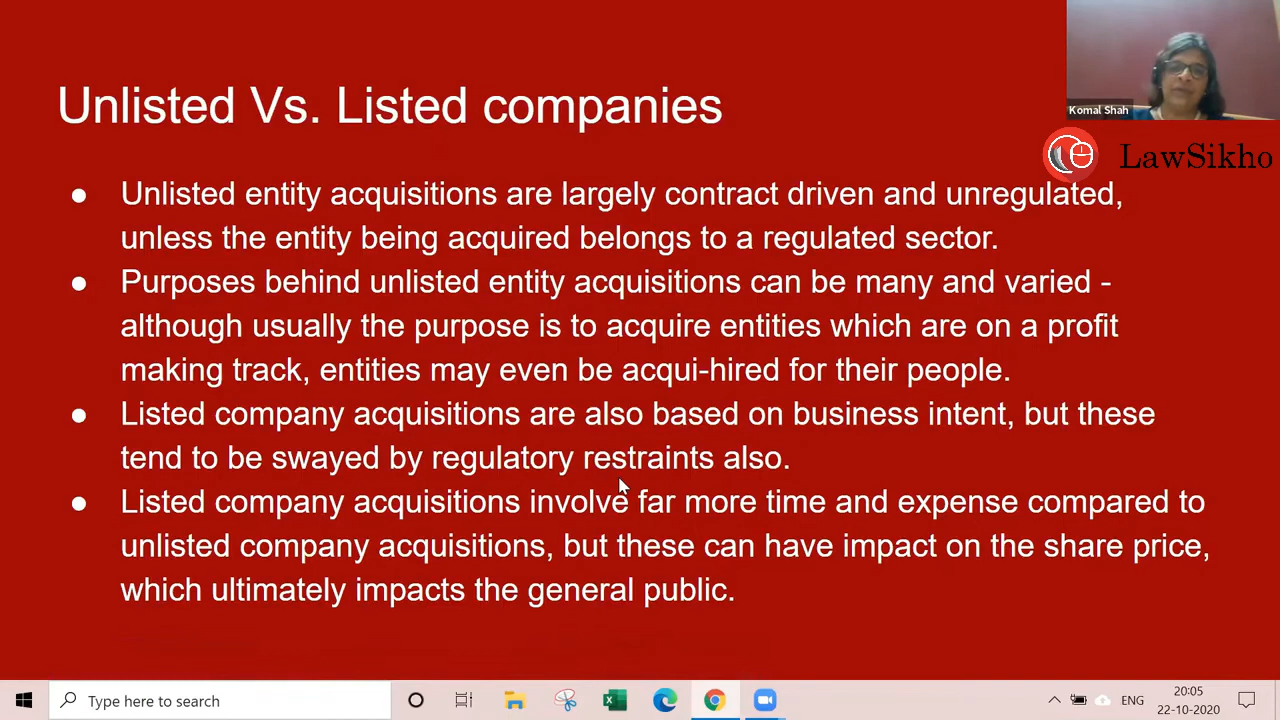 Unlisted Vs. Listed companies
Komal Shah
LawSikho
● Unlisted entity acquisitions are largely contract driven and unregulated,
unless the entity being acquired belongs to a regulated sector.
● Purposes behind unlisted entity acquisitions can be many and varied -
although usually the purpose is to acquire entities which are on a profit
making track, entities may even be acqui-hired for their people.
● Listed company acquisitions are also based on business intent, but these
tend to be swayed by regulatory restraints also.
● Listed company acquisitions involve far more time and expense compared to
unlisted company acquisitions, but these can have impact on the share price,
which ultimately impacts the general public.
Type here to search
ENG
20:05
22-10-2020